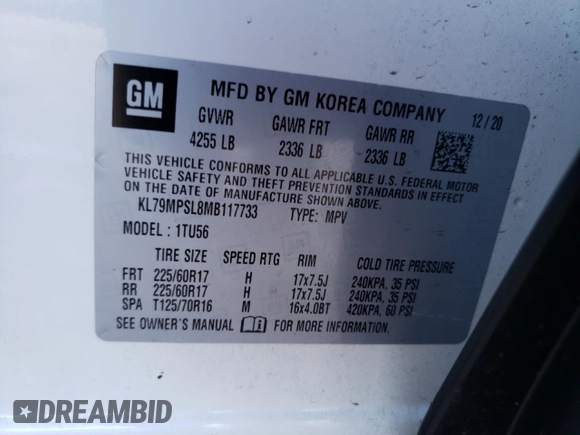 GM
MFD BY GM KOREA COMPANY 12/20
GVWR GAWR FRT GAWR RR
4255 LB 2336 LB 2336 LB
THIS VEHICLE CONFORMS TO ALL APPLICABLE U.S. FEDERAL MOTOR
VEHICLE SAFETY AND THEFT PREVENTION STANDARDS IN EFFECT
ON THE DATE OF MANUFACTURE SHOWN ABOVE.
KL79MPSL8MB117733 TYPE: MPV
MODEL: 1TU56
TIRE SIZE SPEED RTG RIM COLD TIRE PRESSURE
FRT 225/60R17 H 17x7.5J 240KPA, 35 PSI
RR 225/60R17 H 17x7.5J 240KPA, 35 PSI
SPA T125/70R16 M 16x4.0BT 420KPA, 60 PSI
SEE OWNER'S MANUAL FOR MORE INFORMATION.
DREAMBID